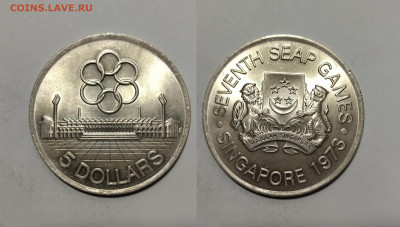 COINS.LAVE.RU
5 DOLLARS
SEVENTH SEAP GAMES
SINGAPORE 1973